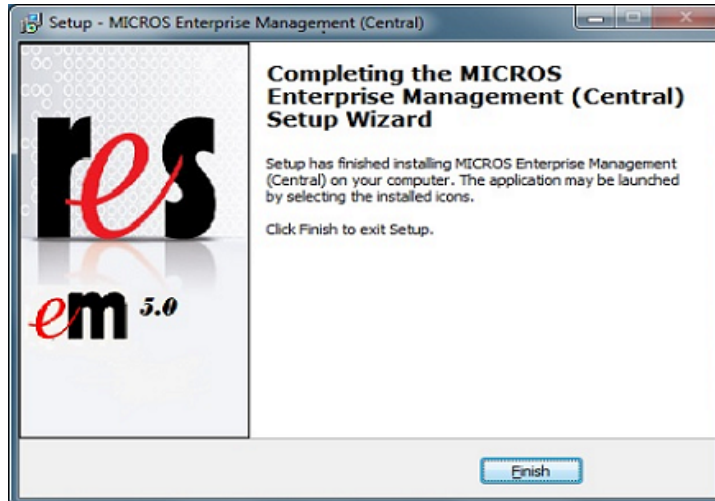 Setup - MICROS Enterprise Management (Central)
Completing the MICROS
Enterprise Management (Central)
Setup Wizard
Setup has finished installing MICROS Enterprise Management
(Central) on your computer. The application may be launched
by selecting the installed icons.
Click Finish to exit Setup.
res
em 5.0
Finish